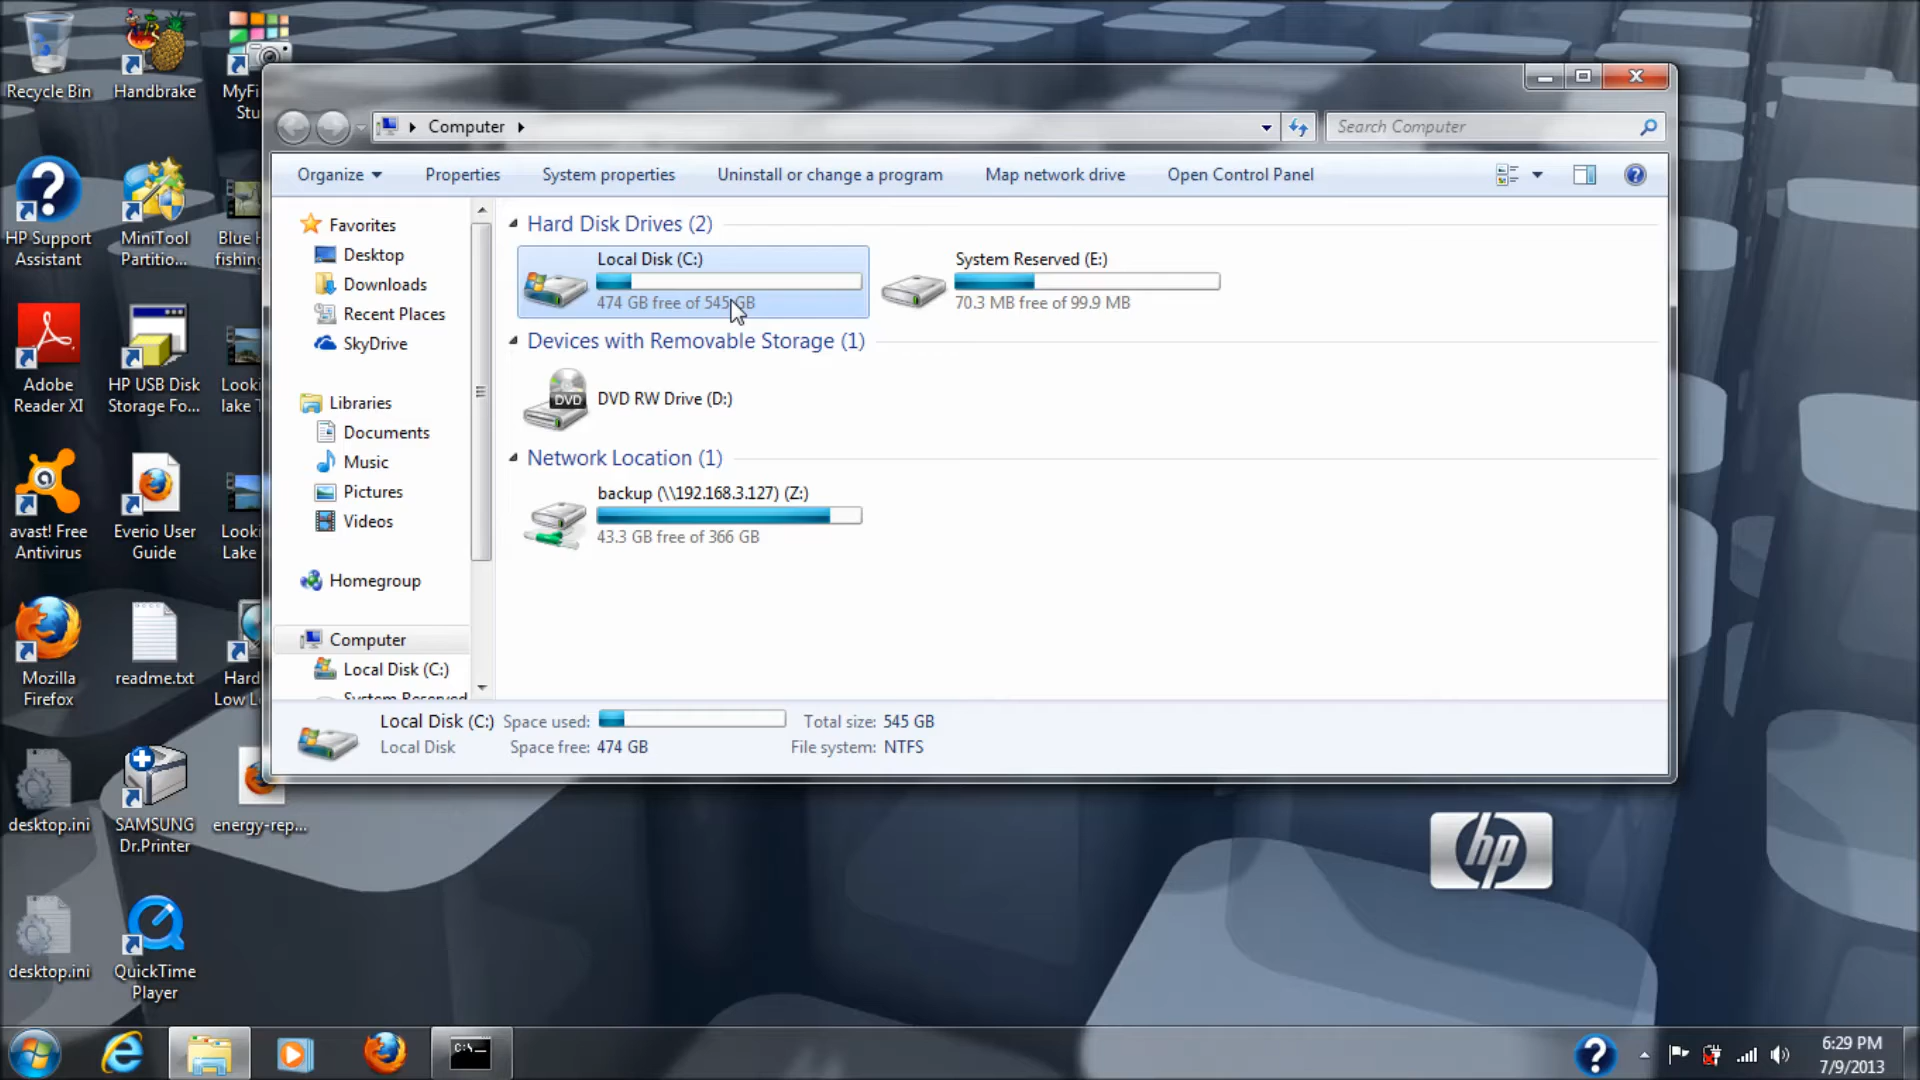 Recycle Bin
Handbrake
MyFi
Stu
HP Support
Assistant
MiniTool
Partitio...
Blue H
fishing
Adobe
Reader XI
HP USB Disk
Storage Fo...
Looki
lake T
avast! Free
Antivirus
Everio User
Guide
Looki
Lake
Mozilla
Firefox
readme.txt
Hard
Low L
desktop.ini
SAMSUNG
Dr.Printer
energy-rep...
desktop.ini
QuickTime
Player
Computer
Search Computer
Organize
Properties
System properties
Uninstall or change a program
Map network drive
Open Control Panel
Favorites
Desktop
Downloads
Recent Places
SkyDrive
Libraries
Documents
Music
Pictures
Videos
Homegroup
Computer
Local Disk (C:)
System Reserved
Hard Disk Drives (2)
Local Disk (C:)
474 GB free of 545 GB
System Reserved (E:)
70.3 MB free of 99.9 MB
Devices with Removable Storage (1)
DVD
DVD RW Drive (D:)
Network Location (1)
backup (\\192.168.3.127) (Z:)
43.3 GB free of 366 GB
Local Disk (C:) Space used: Total size: 545 GB
Local Disk Space free: 474 GB File system: NTFS
hp
C:\
6:29 PM
7/9/2013